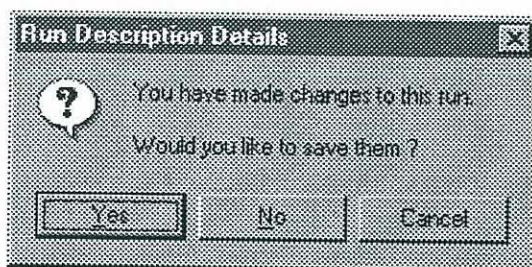 Run Description Details
You have made changes to this run.
Would you like to save them ?
Yes
No
Cancel